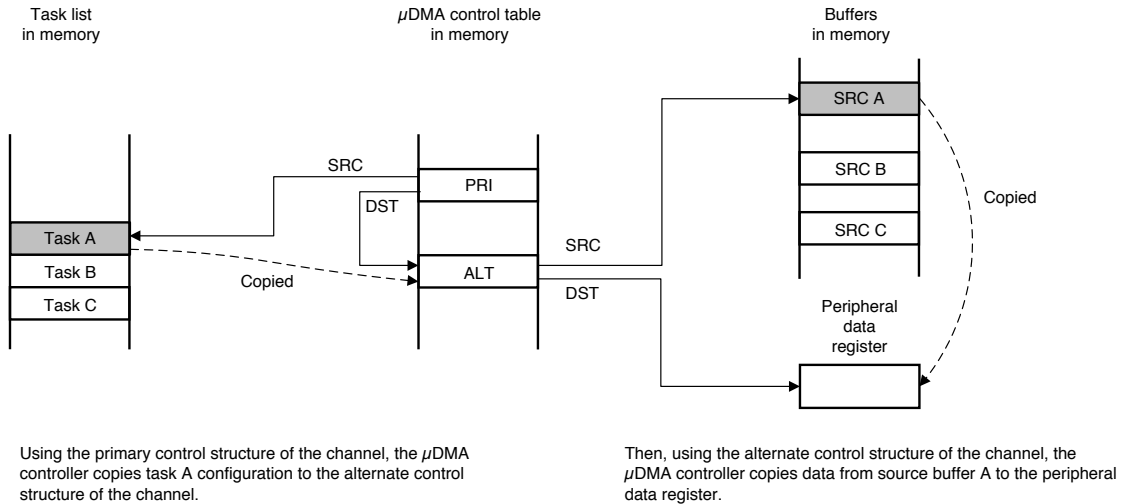 Task list
in memory
µDMA control table
in memory
Buffers
in memory
SRC A
SRC
PRI
SRC B
DST
Copied
SRC C
Task A
SRC
Task B
ALT
Copied
DST
Task C
Peripheral
data
register
Using the primary control structure of the channel, the µDMA
controller copies task A configuration to the alternate control
structure of the channel.
Then, using the alternate control structure of the channel, the
µDMA controller copies data from source buffer A to the peripheral
data register.